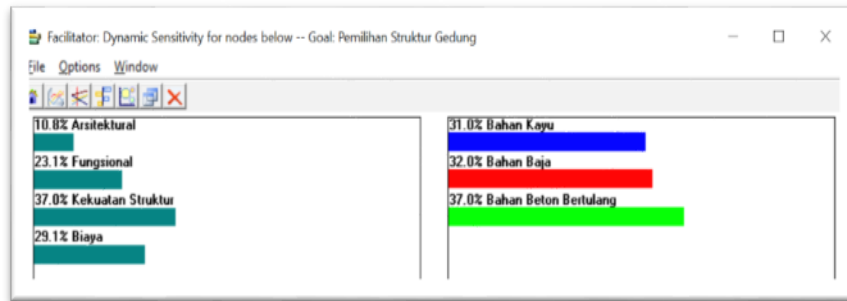 Facilitator: Dynamic Sensitivity for nodes below -- Goal: Pemilihan Struktur Gedung
File Options Window
10.8% Arsitektural
23.1% Fungsional
37.0% Kekuatan Struktur
29.1% Biaya
31.0% Bahan Kayu
32.0% Bahan Baja
37.0% Bahan Beton Bertulang